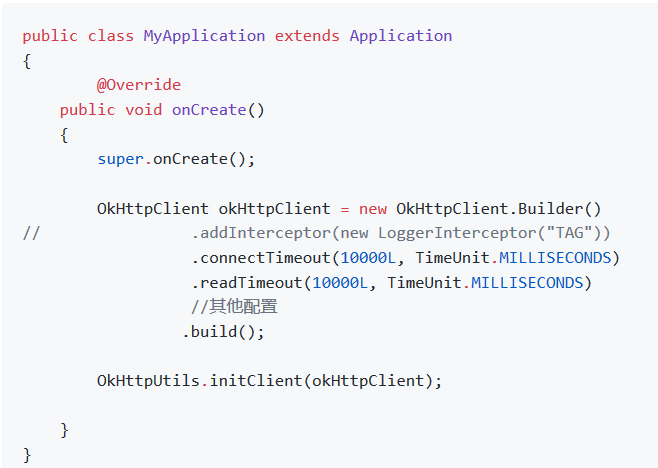 public class MyApplication extends Application
{
        @Override
    public void onCreate()
    {
        super.onCreate();
        OkHttpClient okHttpClient = new OkHttpClient.Builder()
//                .addInterceptor(new LoggerInterceptor("TAG"))
                  .connectTimeout(10000L, TimeUnit.MILLISECONDS)
                  .readTimeout(10000L, TimeUnit.MILLISECONDS)
                  //其他配置
                 .build();
        OkHttpUtils.initClient(okHttpClient);
    }
}